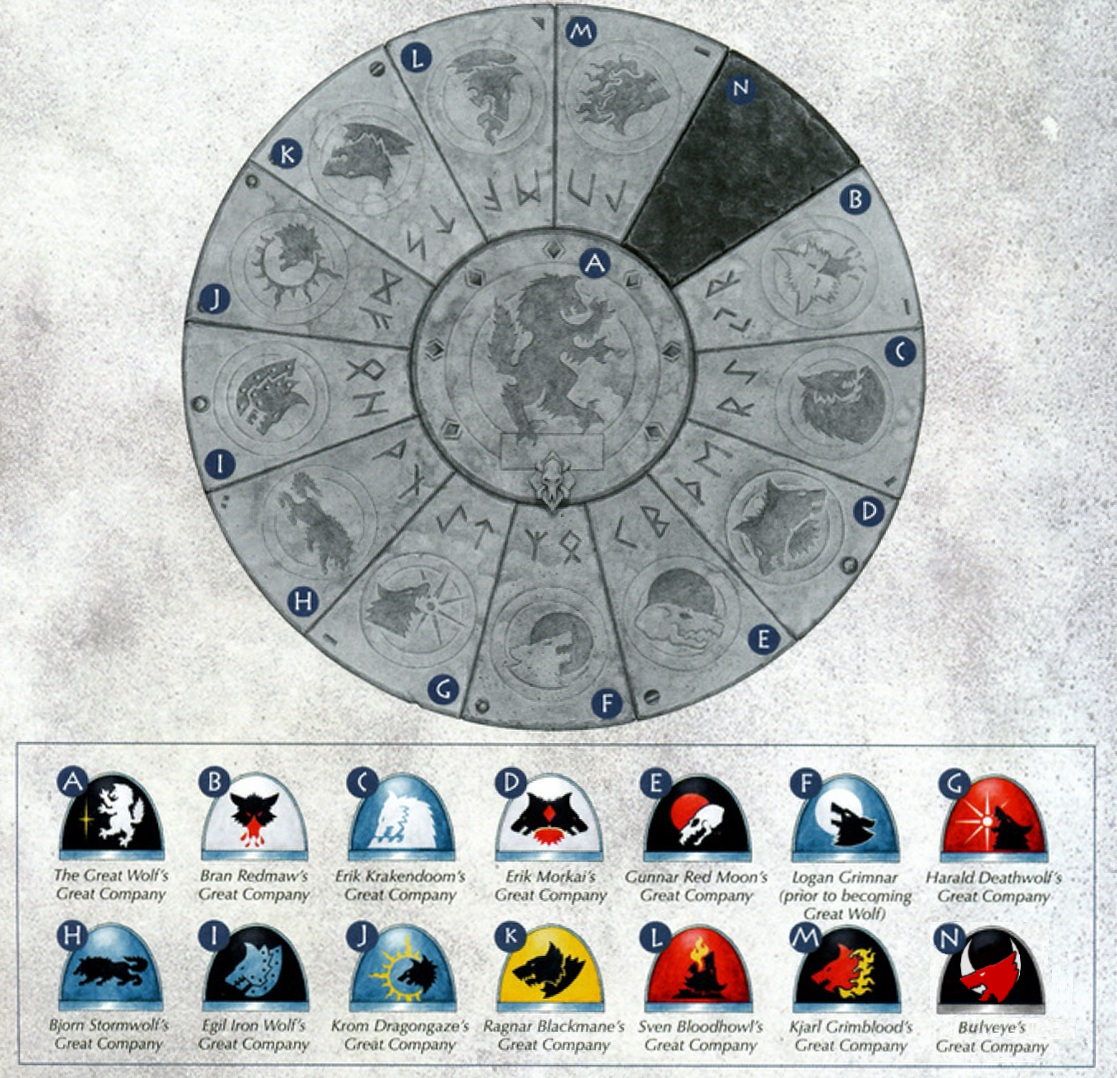 M
L
N
K
B
A
J
C
I
D
H
E
G
F
A
B
C
D
E
F
G
The Great Wolf's
Great Company
Bran Redmaw's
Great Company
Erik Krakendoom's
Great Company
Erik Morkai's
Great Company
Gunnar Red Moon's
Great Company
Logan Grimnar
(prior to becoming
Great Wolf)
Harald Deathwolf's
Great Company
H
I
J
K
L
M
N
Bjorn Stormwolf's
Great Company
Egil Iron Wolf's
Great Company
Krom Dragongaze's
Great Company
Ragnar Blackmane's
Great Company
Sven Bloodhowl's
Great Company
Kjarl Grimblood's
Great Company
Bulveye's
Great Company